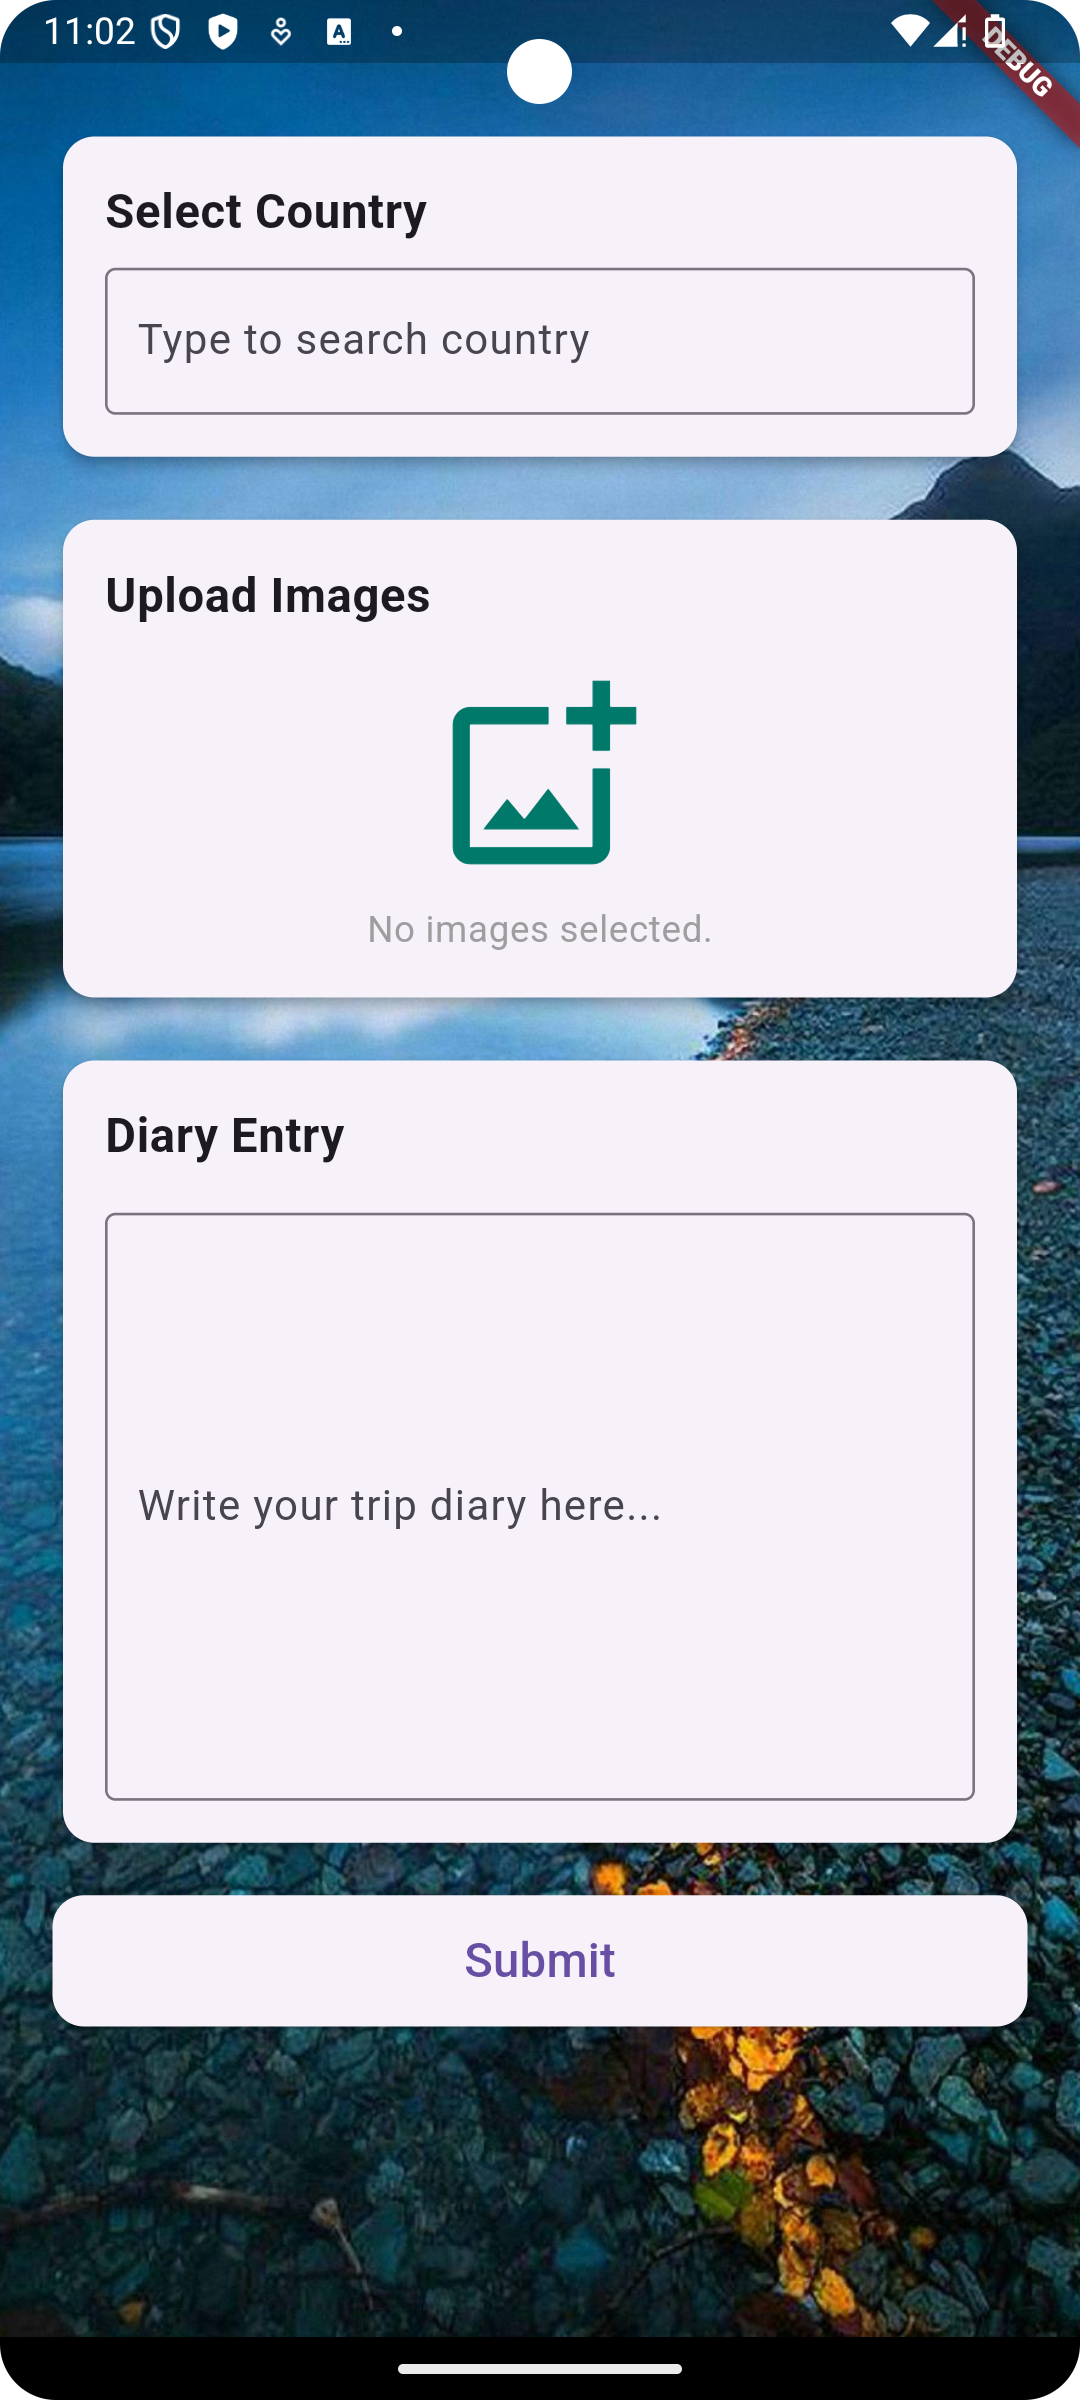 11:02
DEBUG
Select Country
Type to search country
Upload Images
No images selected.
Diary Entry
Write your trip diary here...
Submit